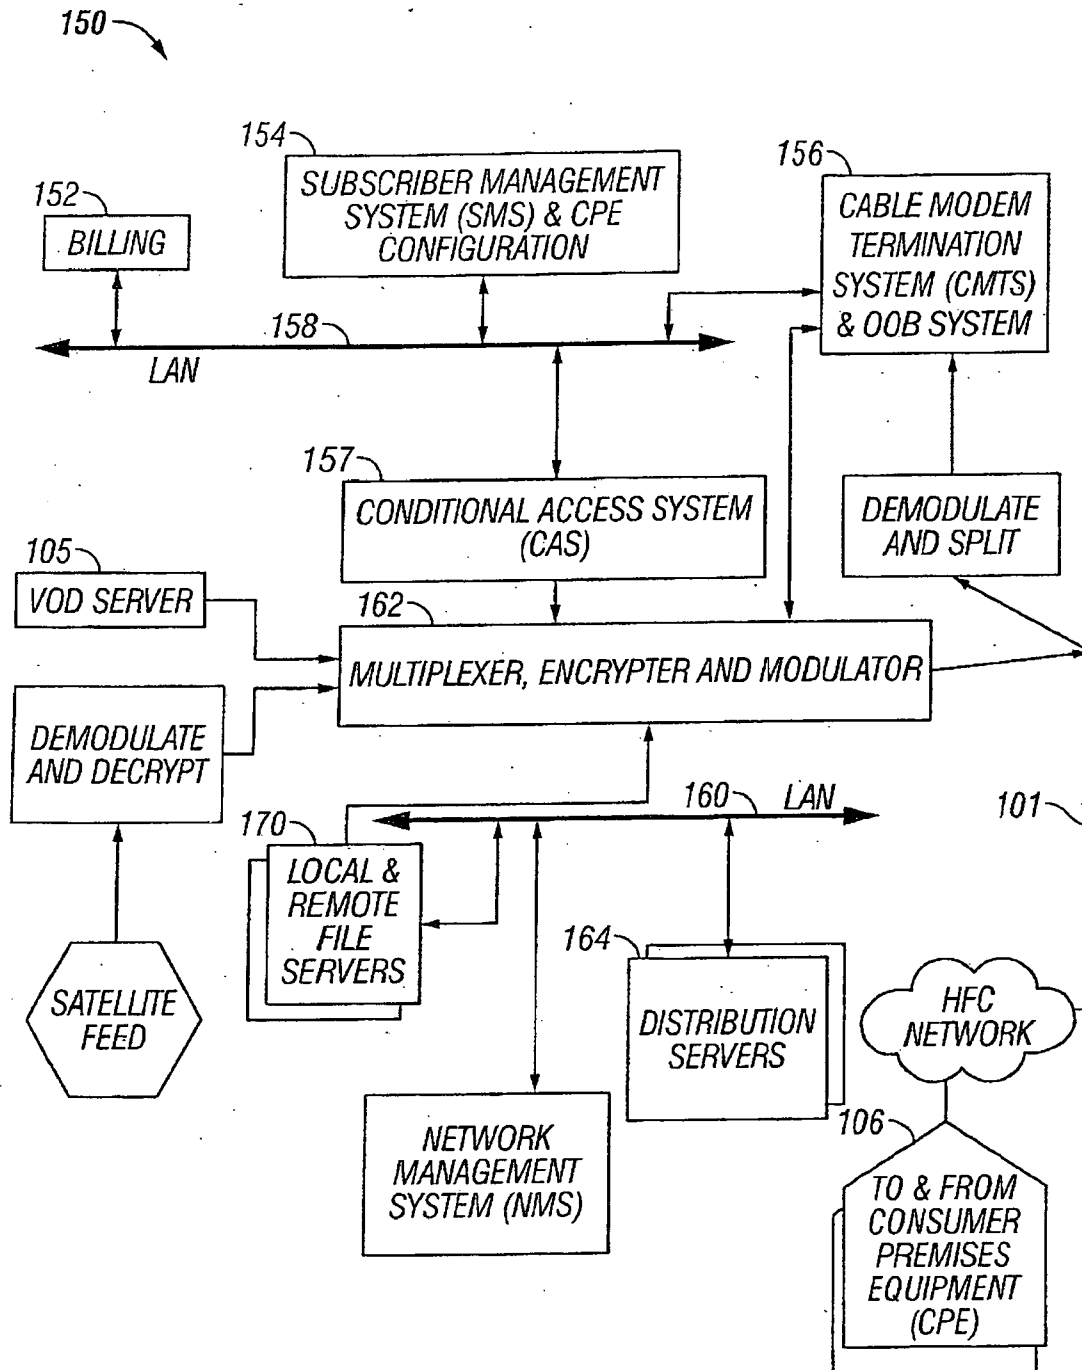 150
154
SUBSCRIBER MANAGEMENT
SYSTEM (SMS) & CPE
CONFIGURATION
156
CABLE MODEM
TERMINATION
SYSTEM (CMTS)
& OOB SYSTEM
152
BILLING
158
LAN
157
CONDITIONAL ACCESS SYSTEM
(CAS)
DEMODULATE
AND SPLIT
105
VOD SERVER
162
MULTIPLEXER, ENCRYPTER AND MODULATOR
DEMODULATE
AND DECRYPT
160
LAN
101
170
LOCAL &
REMOTE
FILE
SERVERS
164
DISTRIBUTION
SERVERS
SATELLITE
FEED
HFC
NETWORK
NETWORK
MANAGEMENT
SYSTEM (NMS)
106
TO & FROM
CONSUMER
PREMISES
EQUIPMENT
(CPE)